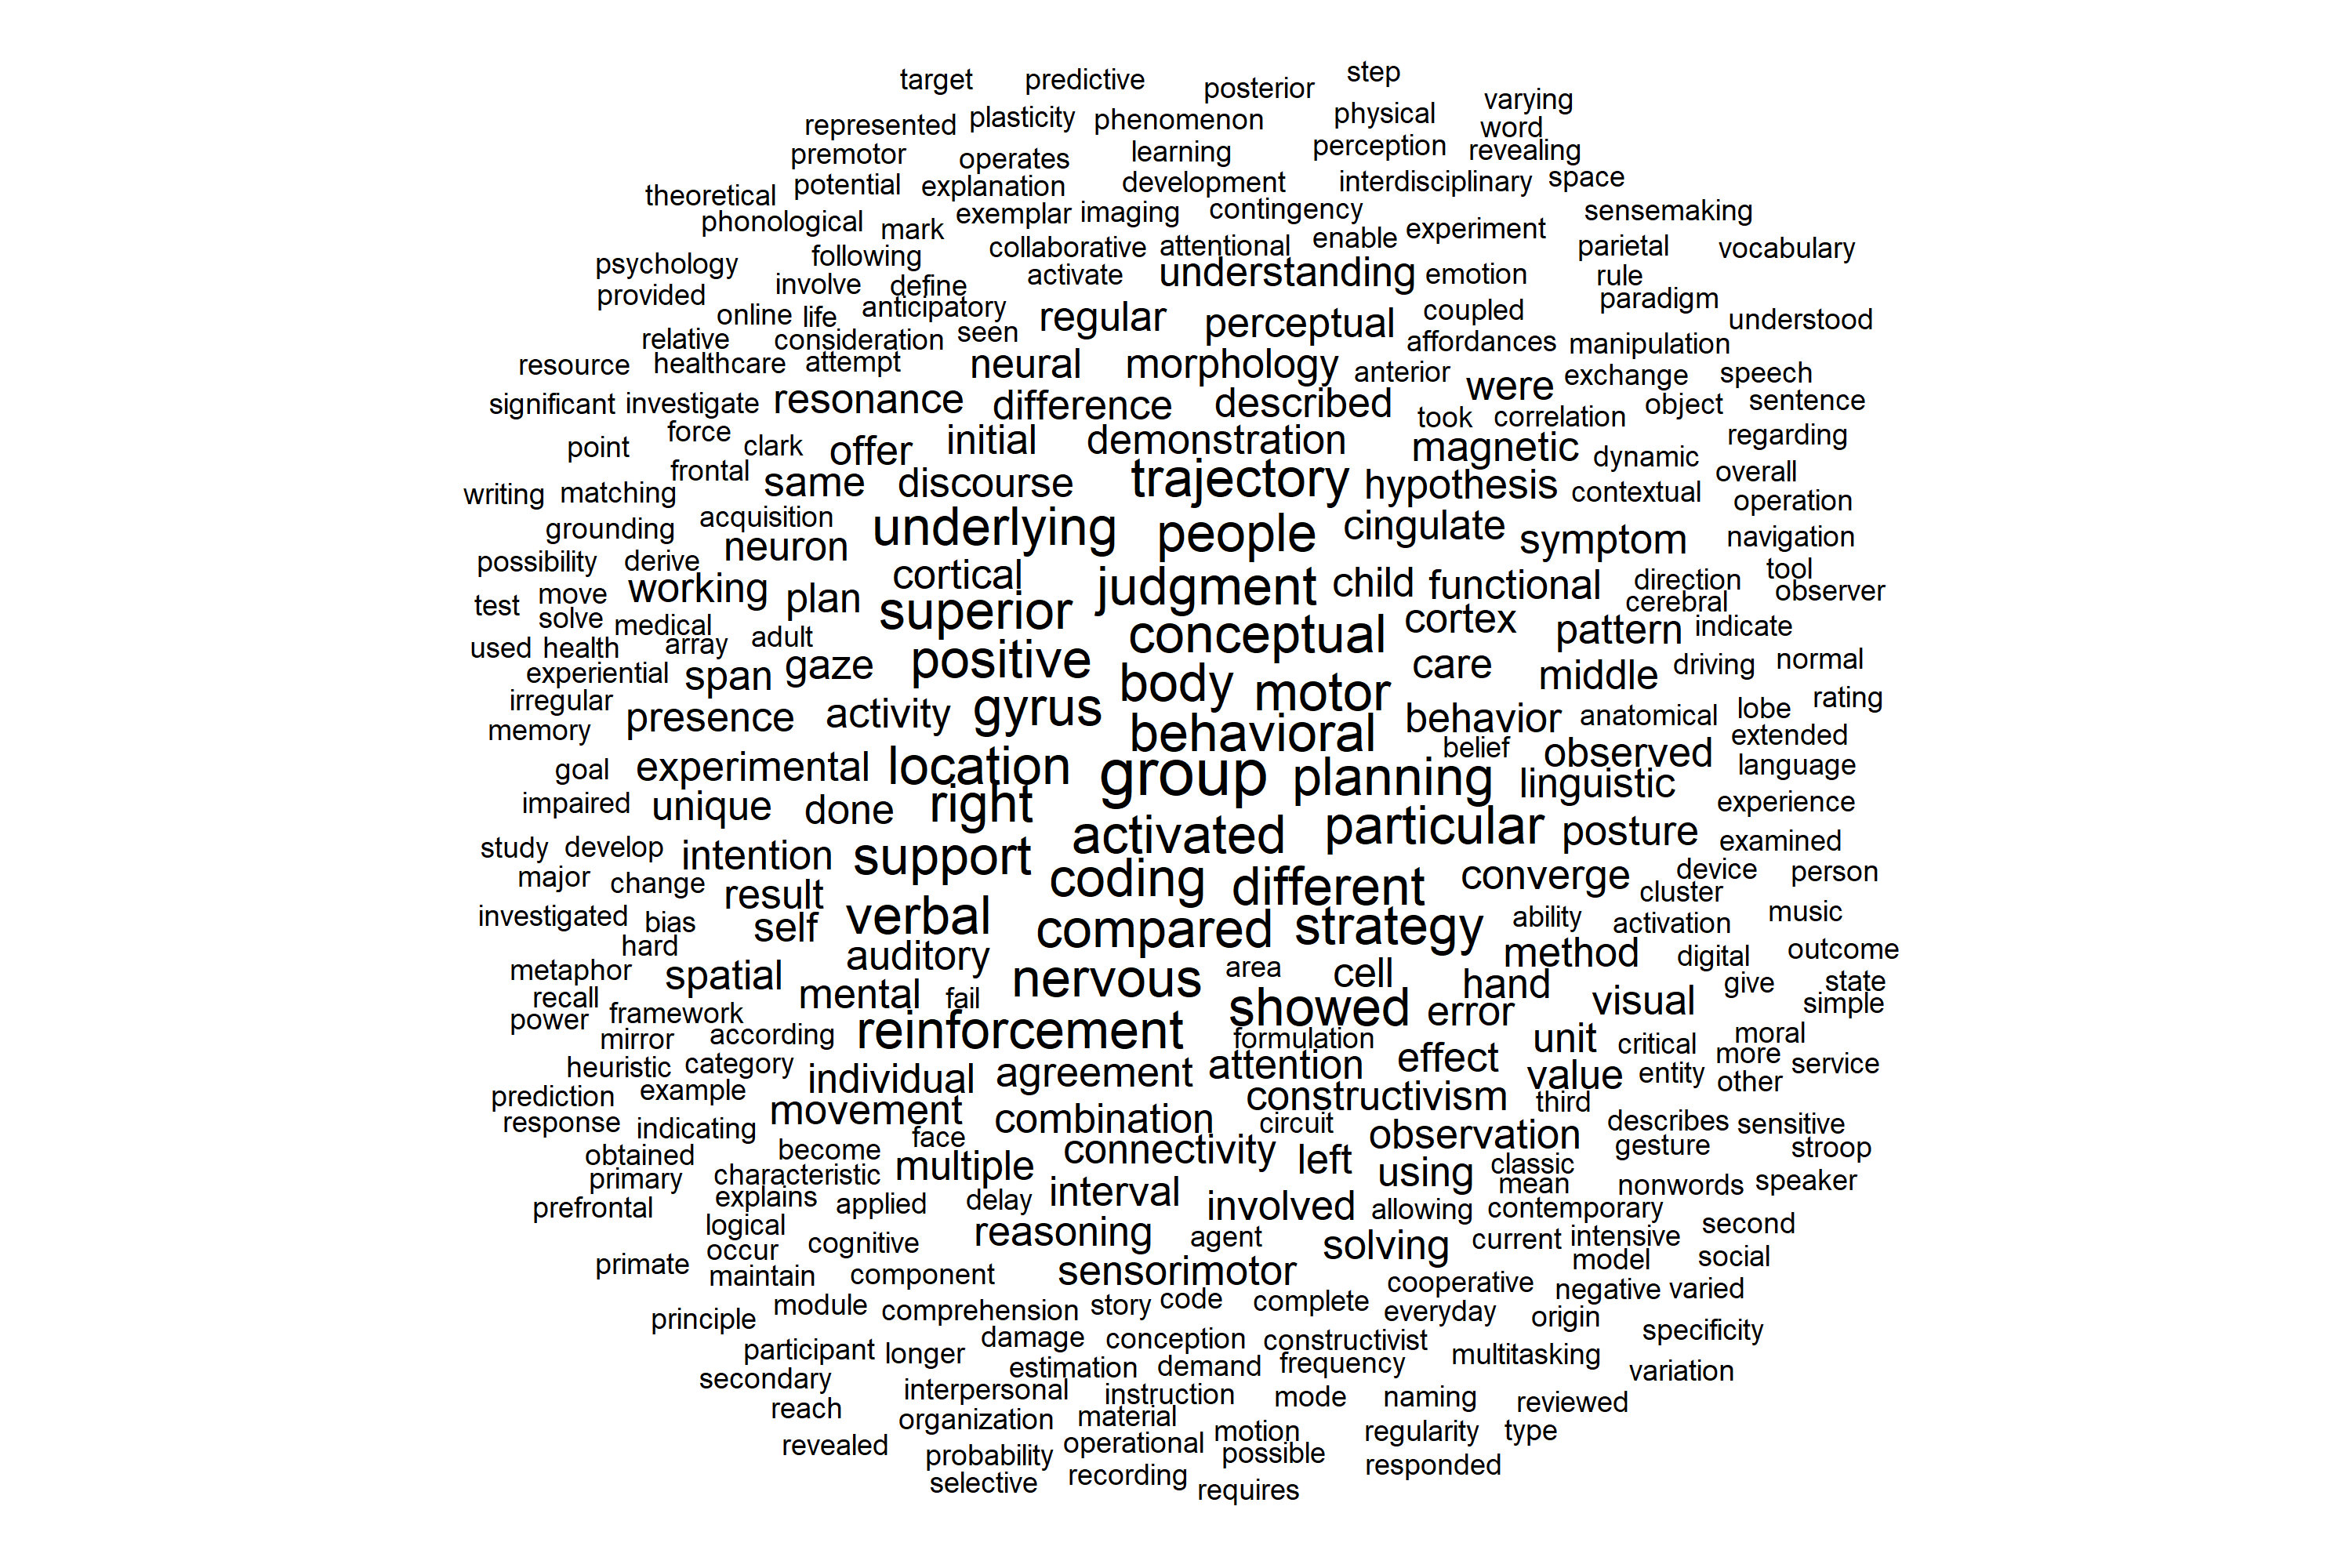 step
target predictive posterior
varying
represented plasticity phenomenon physical
word
premotor operates learning perception revealing
theoretical potential explanation development interdisciplinary space
phonological mark exemplar imaging contingency sensemaking
collaborative attentional enable experiment parietal vocabulary
psychology following
provided involve define activate understanding emotion rule
online life anticipatory regular perceptual coupled paradigm understood
relative consideration seen affordances manipulation
resource healthcare attempt neural morphology anterior were exchange speech
significant investigate resonance difference described took correlation object sentence
point force clark offer initial demonstration magnetic dynamic regarding
frontal overall
writing matching same discourse trajectory hypothesis contextual operation
grounding acquisition underlying people cingulate symptom navigation
possibility derive neuron
test move working plan cortical judgment child functional direction tool observer
solve medical superior cerebral
used health array adult conceptual cortex pattern indicate
experiential span gaze positive care middle driving normal
irregular body motor rating
memory presence activity gyrus behavioral behavior anatomical lobe
goal experimental location belief observed extended language
impaired unique done right group planning linguistic experience
study develop intention support activated particular posture examined
major change result coding different converge device person
cluster
investigated bias self verbal compared strategy ability activation music
hard auditory method digital outcome
metaphor spatial nervous area cell hand give state
recall mental fail visual simple
power framework showed error
mirror according reinforcement formulation unit critical moral
heuristic category individual agreement attention effect value entity more service
other
prediction example movement combination constructivism third
response indicating face circuit observation describes sensitive
obtained become connectivity left gesture stroop
primary characteristic multiple using classic
mean nonwords speaker
prefrontal explains applied delay interval involved allowing contemporary
logical reasoning agent solving current intensive second
occur cognitive
primate maintain component sensorimotor model social
cooperative negative varied
principle module comprehension story code complete everyday origin
damage conception constructivist specificity
participant longer estimation demand frequency multitasking variation
secondary interpersonal instruction mode naming reviewed
reach organization material
revealed probability operational motion regularity type
possible
selective recording requires responded